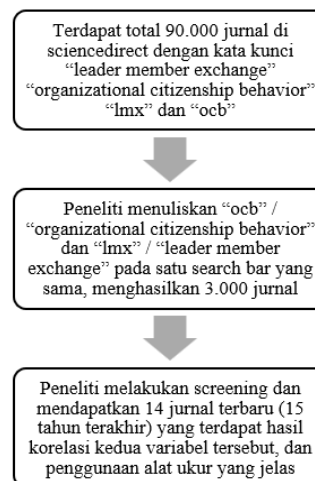 Terdapat total 90.000 jurnal di
sciencedirect dengan kata kunci
“leader member exchange”
“organizational citizenship behavior”
“lmx” dan “ocb”
Peneliti menuliskan “ocb” /
“organizational citizenship behavior”
dan “lmx” / “leader member
exchange” pada satu search bar yang
sama, menghasilkan 3.000 jurnal
Peneliti melakukan screening dan
mendapatkan 14 jurnal terbaru (15
tahun terakhir) yang terdapat hasil
korelasi kedua variabel tersebut, dan
penggunaan alat ukur yang jelas